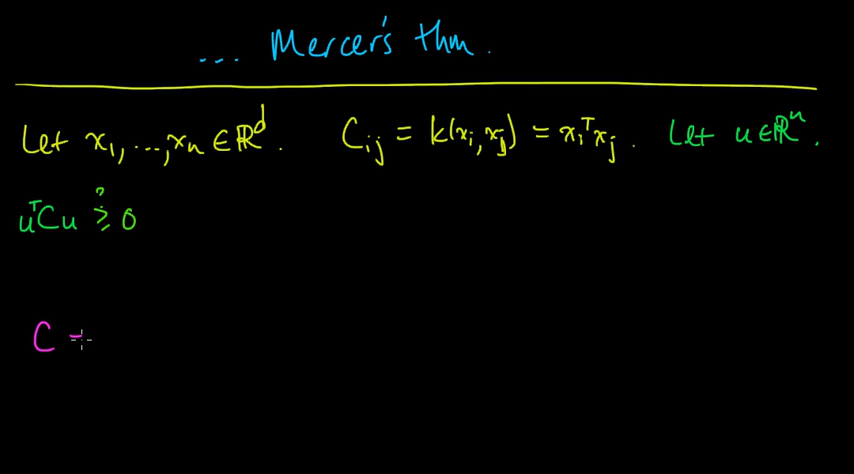 ... Mercer's thm.
Let x₁, ..., xₙ ∈ ℝᵈ. Cᵢⱼ = k(xᵢ, xⱼ) = xᵢᵀxⱼ. Let u ∈ ℝⁿ.
uᵀCu ≥? 0
C =